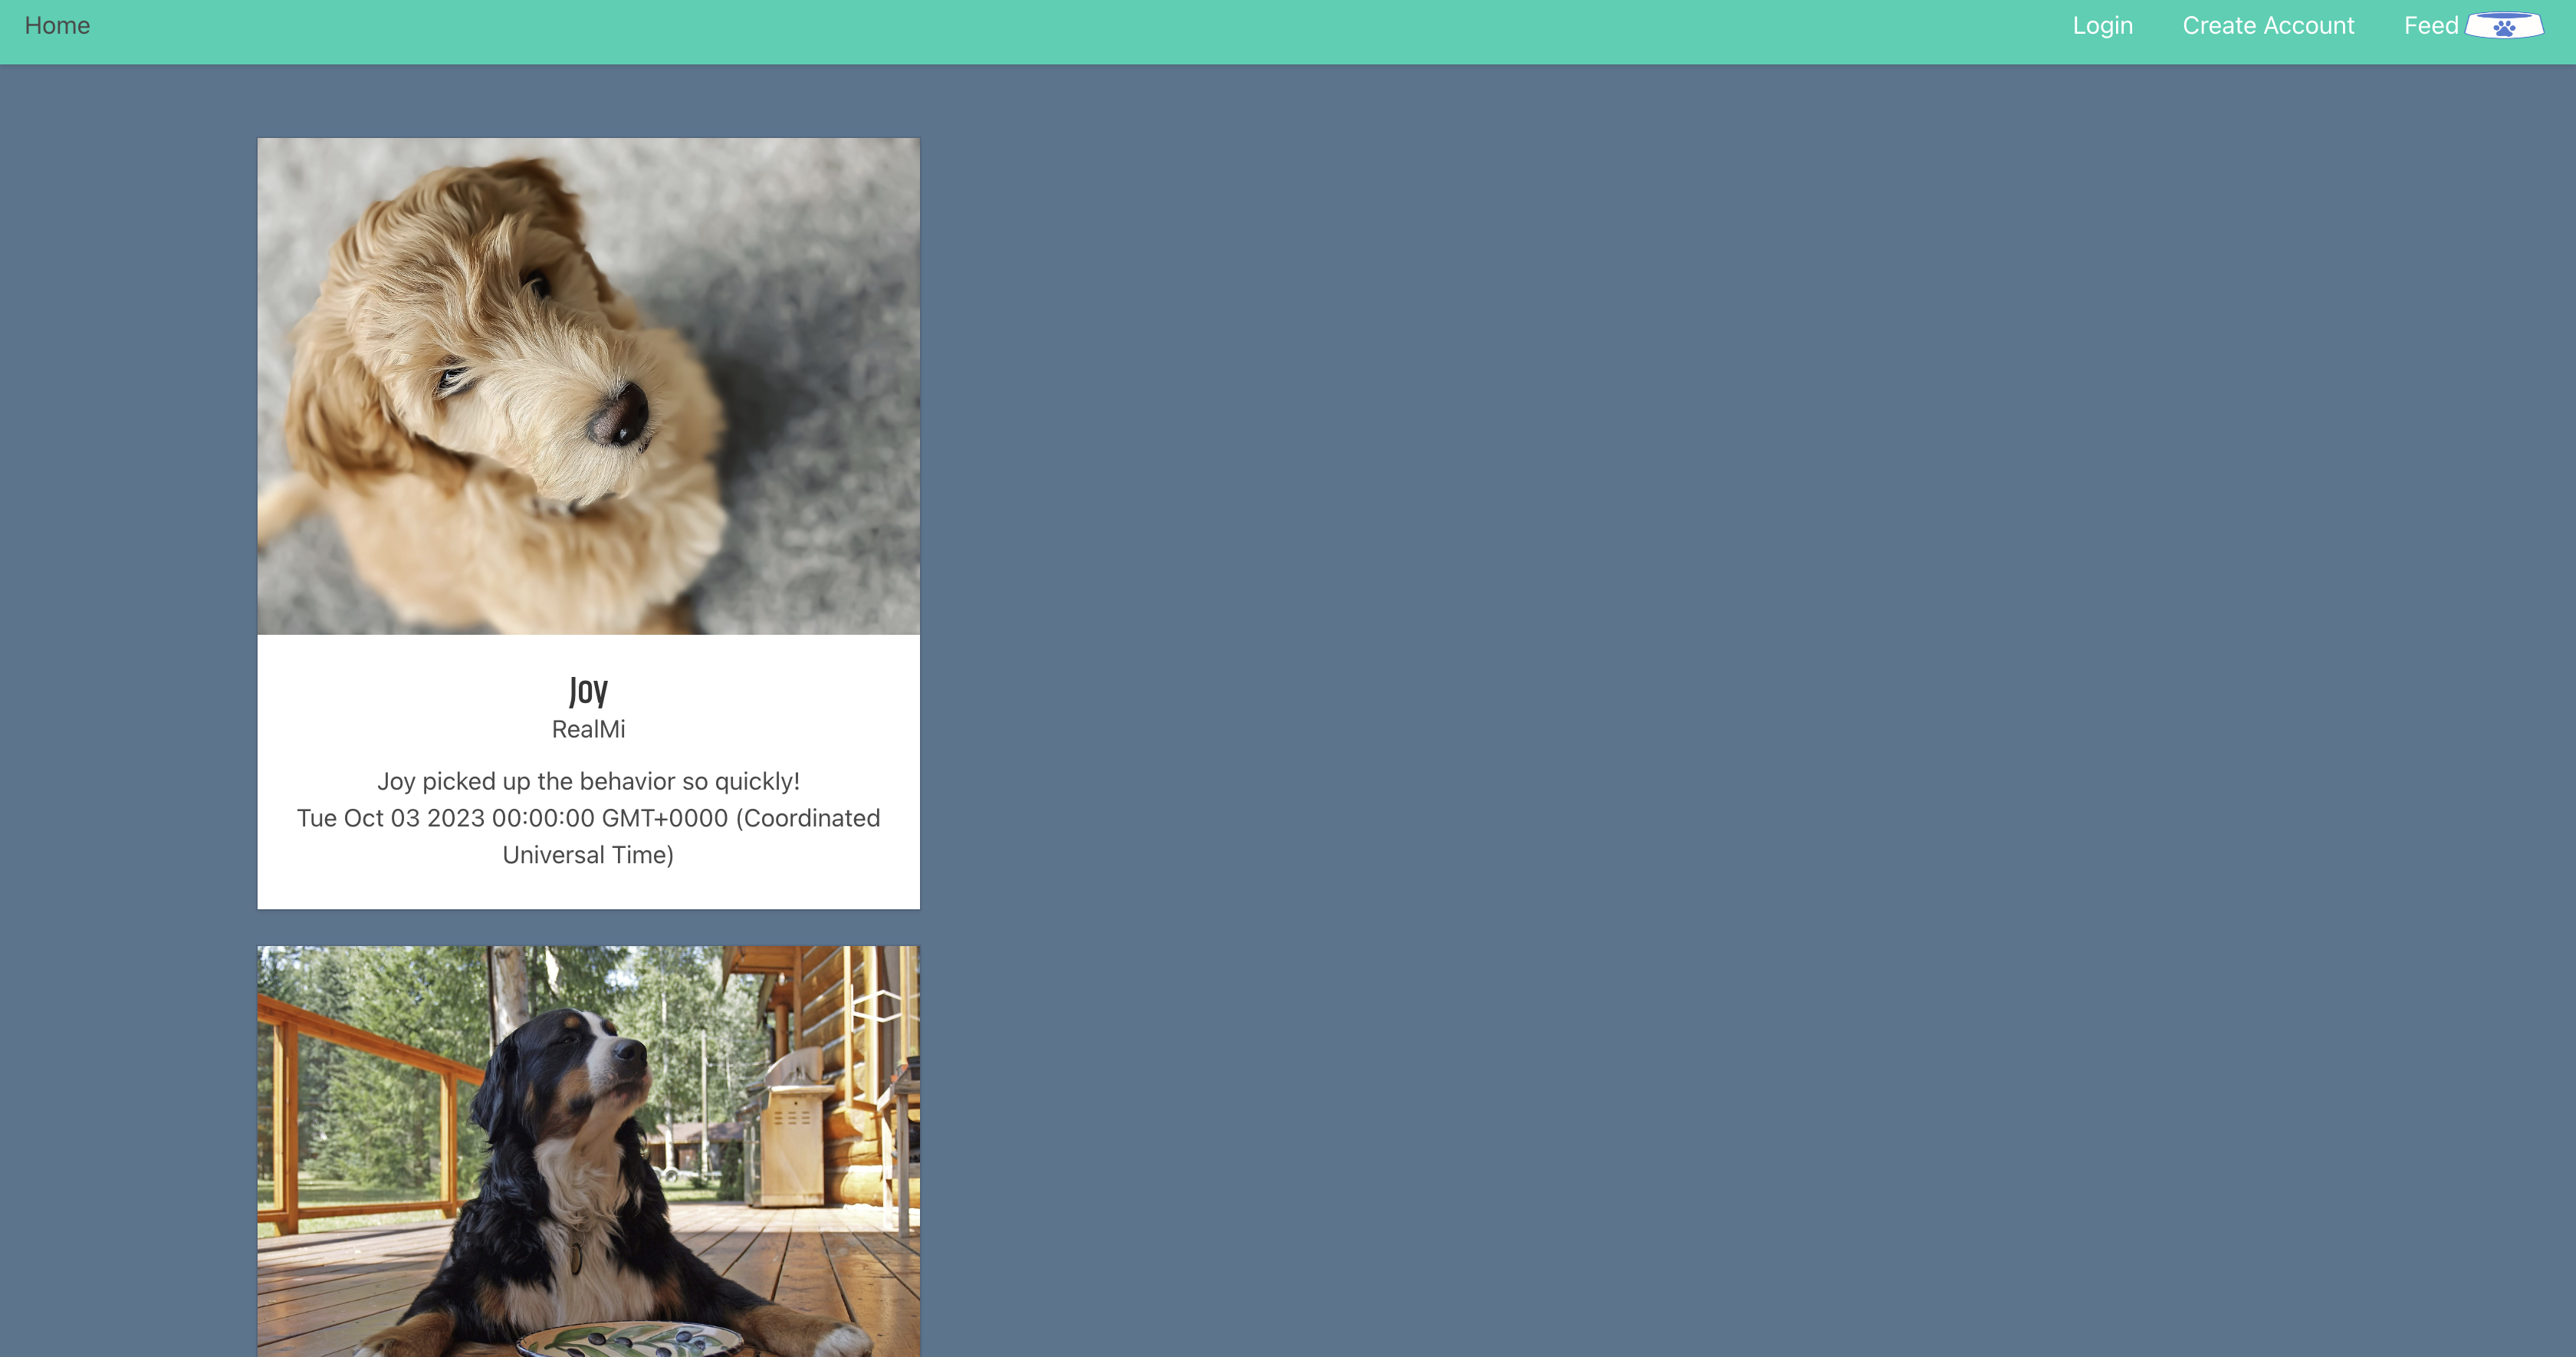 Home
Login
Create Account
Feed
Joy
RealMi
Joy picked up the behavior so quickly!
Tue Oct 03 2023 00:00:00 GMT+0000 (Coordinated
Universal Time)